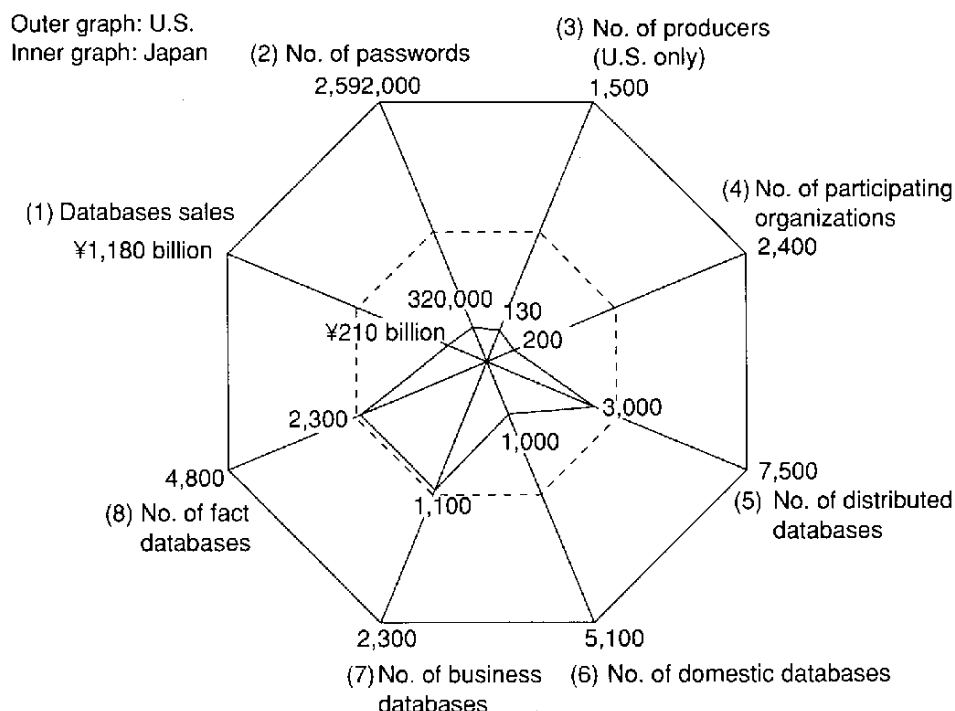 Outer graph: U.S.
Inner graph: Japan
(2) No. of passwords
2,592,000
(3) No. of producers
(U.S. only)
1,500
(1) Databases sales
¥1,180 billion
(4) No. of participating
organizations
2,400
320,000
130
¥210 billion
200
2,300
3,000
1,000
1,100
4,800
(8) No. of fact
databases
7,500
(5) No. of distributed
databases
2,300
(7) No. of business
databases
5,100
(6) No. of domestic databases